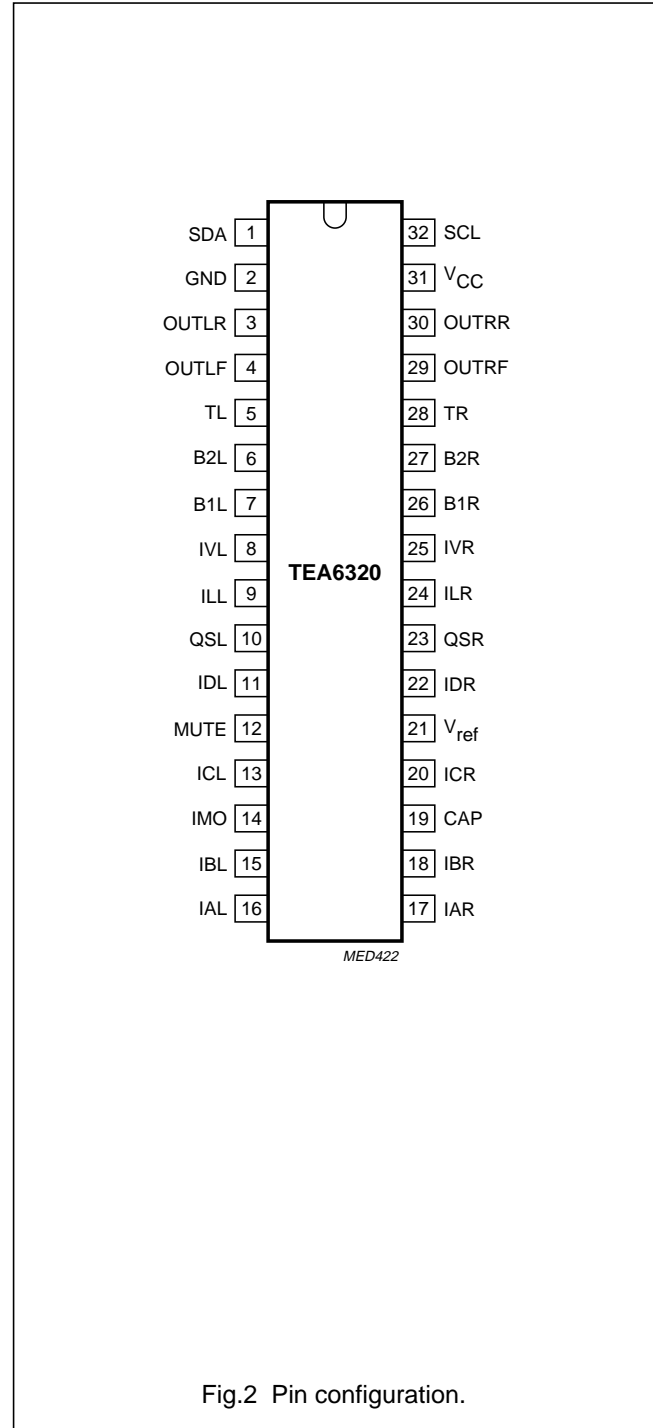 SDA 1 32 SCL
GND 2 31 VCC
OUTLR 3 30 OUTRR
OUTLF 4 29 OUTRF
TL 5 28 TR
B2L 6 27 B2R
B1L 7 26 B1R
IVL 8 25 IVR
TEA6320
ILL 9 24 ILR
QSL 10 23 QSR
IDL 11 22 IDR
MUTE 12 21 Vref
ICL 13 20 ICR
IMO 14 19 CAP
IBL 15 18 IBR
IAL 16 17 IAR
MED422
Fig.2 Pin configuration.